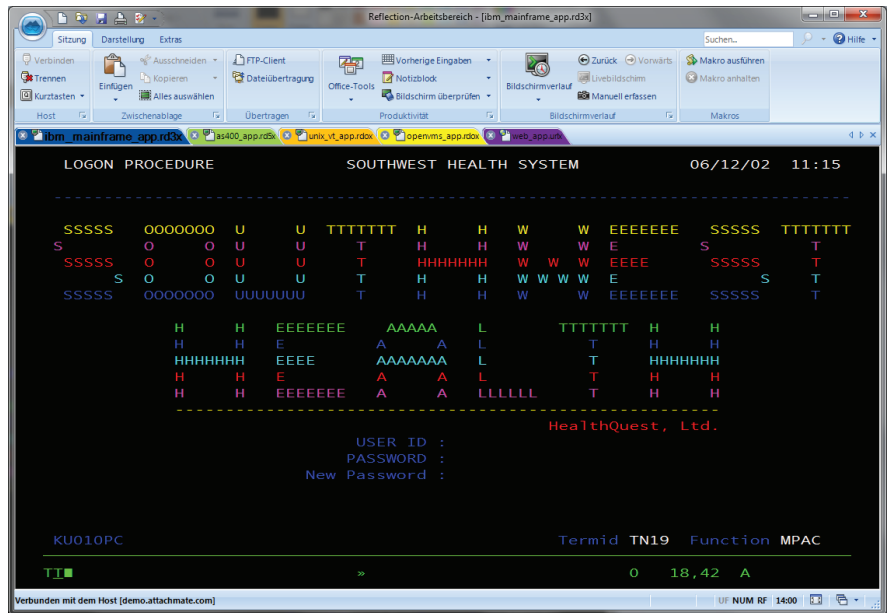 Reflection-Arbeitsbereich - [ibm_mainframe_app.rd3x]
Sitzung Darstellung Extras Suchen... Hilfe
Verbinden
Trennen
Kurztasten
Host
Einfügen
Ausschneiden
Kopieren
Alles auswählen
Zwischenablage
FTP-Client
Dateiübertragung
Übertragen
Office-Tools
Vorherige Eingaben
Notizblock
Bildschirm überprüfen
Produktivität
Bildschirmverlauf
Zurück Vorwärts
Livebildschirm
Manuell erfassen
Bildschirmverlauf
Makro ausführen
Makro anhalten
Makros
ibm_mainframe_app.rd3x as400_app.rd5x unix_vt_app.rdox openvms_app.rdox web_app.urlx
LOGON PROCEDURE SOUTHWEST HEALTH SYSTEM 06/12/02 11:15
SOUTHWEST
HEALTH
HealthQuest, Ltd.
USER ID :
PASSWORD :
New Password :
KU010PC Termid TN19 Function MPAC
TI » O 18,42 A
Verbunden mit dem Host [demo.attachmate.com] UF NUM RF 14:00